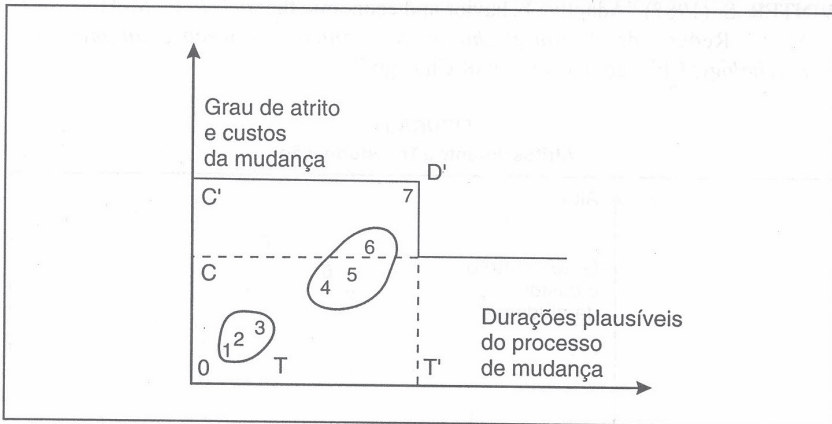 Grau de atrito
e custos
da mudança
D'
C'
7
C
6
5
4
3
2
1
0
T
T'
Durações plausíveis
do processo
de mudança